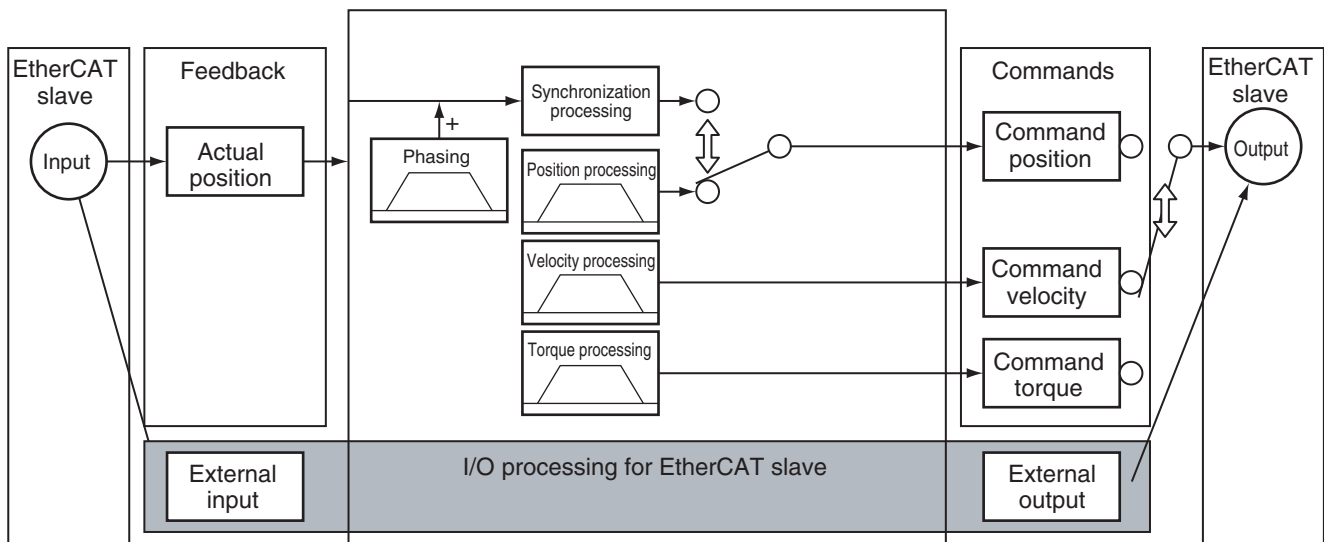 EtherCAT
slave
Input
Feedback
Actual
position
+
Phasing
Synchronization
processing
Position processing
Velocity processing
Torque processing
Commands
Command
position
Command
velocity
Command
torque
EtherCAT
slave
Output
External
input
I/O processing for EtherCAT slave
External
output